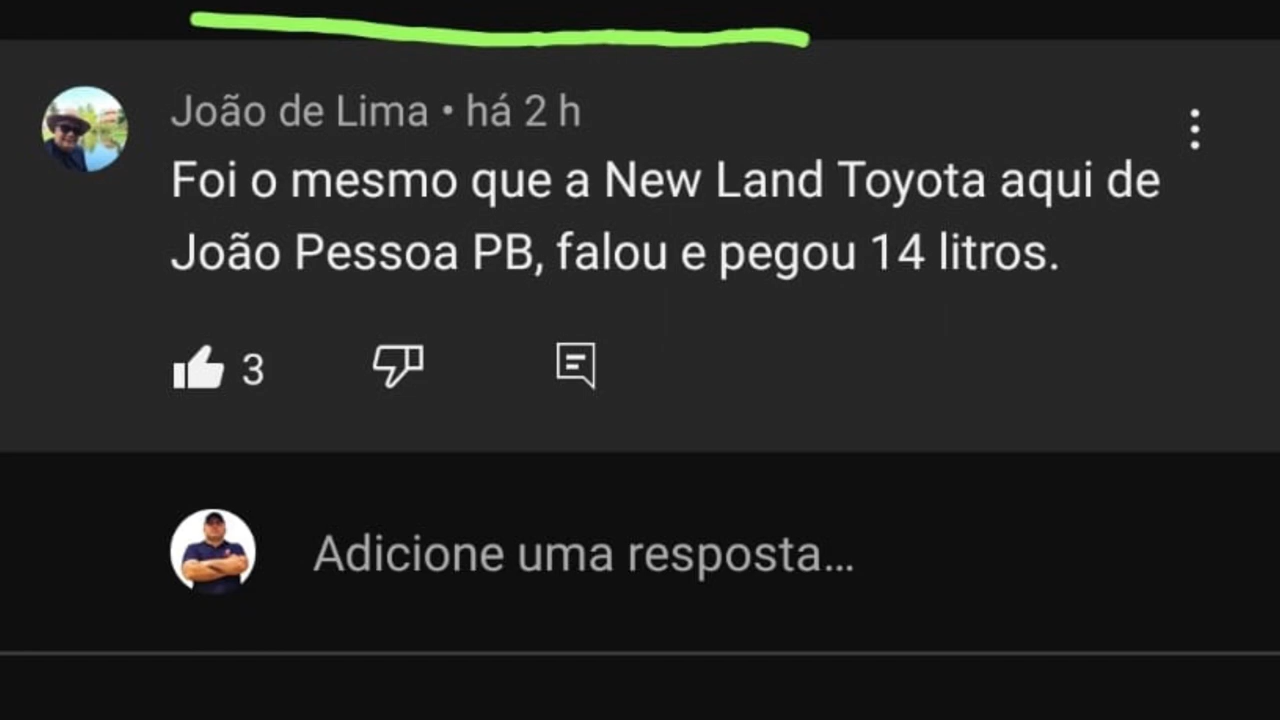 João de Lima • há 2 h
Foi o mesmo que a New Land Toyota aqui de
João Pessoa PB, falou e pegou 14 litros.
3
Adicione uma resposta...